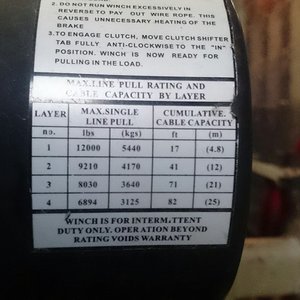 2. DO NOT RUN WINCH EXCESSIVELY IN
REVERSE TO PAY OUT WIRE ROPE. THIS
CAUSES UNNECESSARY HEATING OF THE
BRAKE
3. TO ENGAGE CLUTCH, MOVE CLUTCH SHIFTER
TAB FULLY ANTI-CLOCKWISE TO THE "IN"
POSITION. WINCH IS NOW READY FOR
PULLING IN THE LOAD.
MAX.LINE PULL RATING AND
CABLE CAPACITY BY LAYER
LAYER MAX.SINGLE LINE PULL CUMULATIVE. CABLE CAPACITY
no. lbs (kgs) ft (m)
1 12000 5440 17 (4.8)
2 9210 4170 41 (12)
3 8030 3640 71 (21)
4 6894 3125 82 (25)
WINCH IS FOR INTERM,TTENT
DUTY ONLY. OPERATION BEYOND
RATING VOIDS WARRANTY